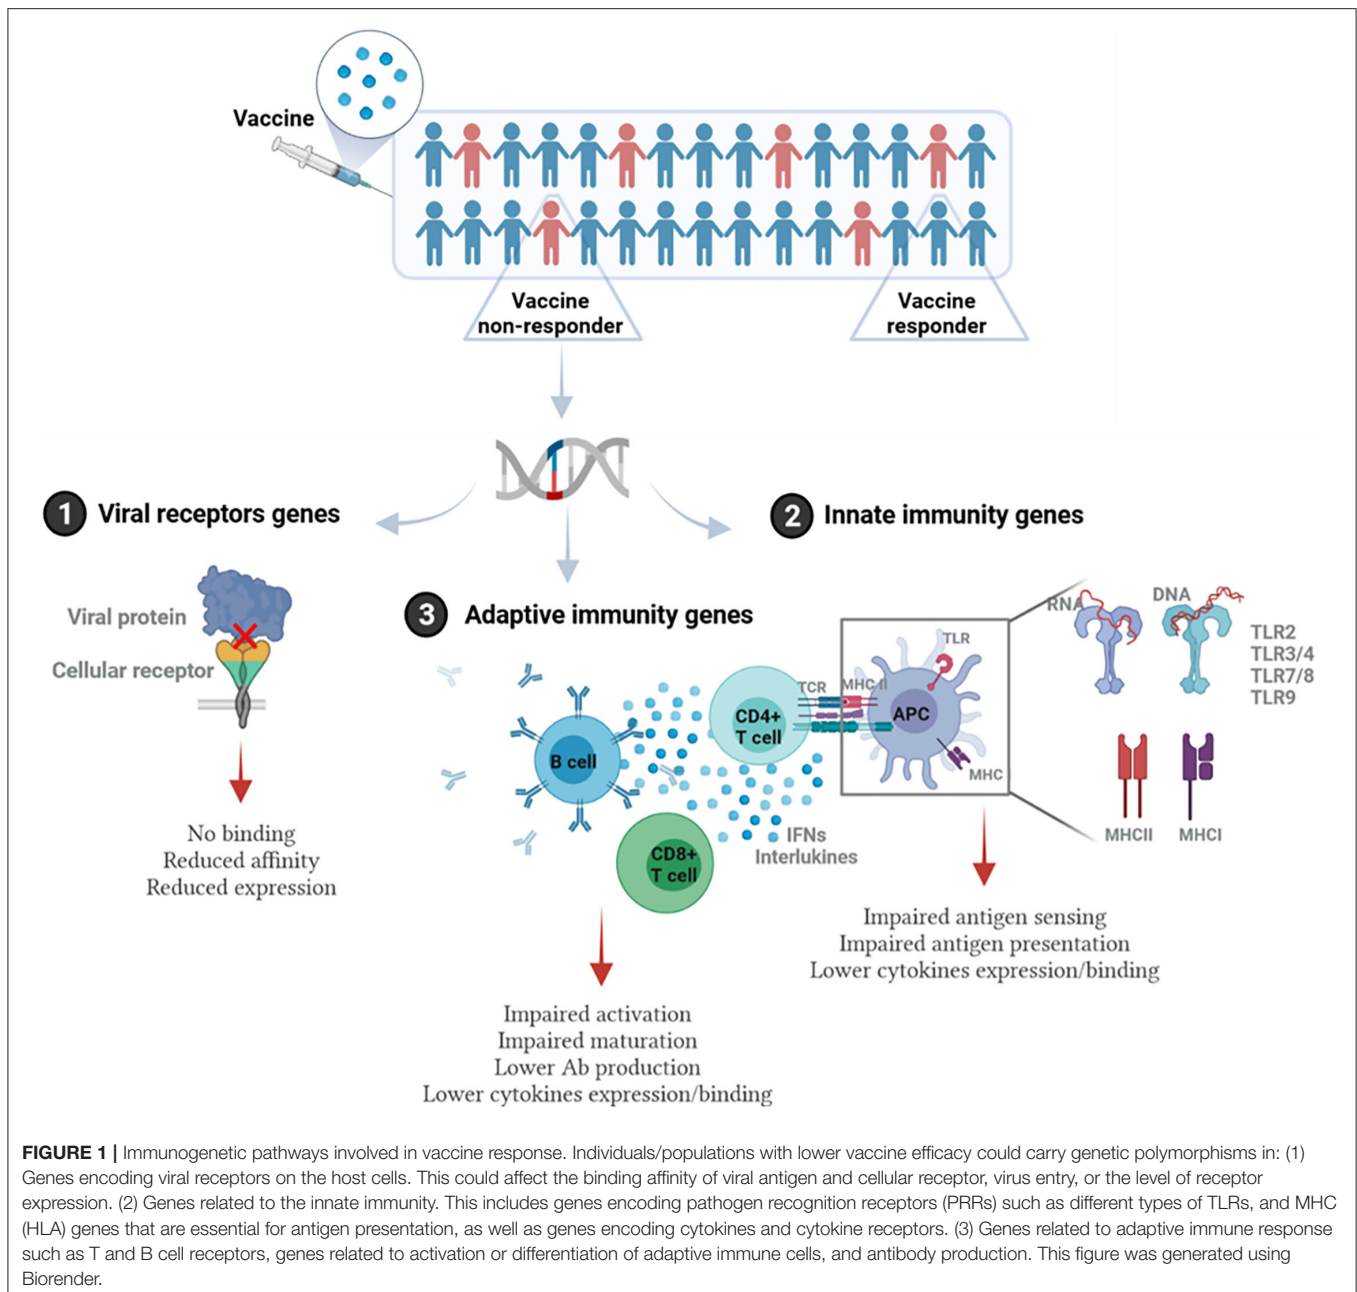 Vaccine
Vaccine
non-responder
Vaccine
responder
1 Viral receptors genes
2 Innate immunity genes
3 Adaptive immunity genes
Viral protein
Cellular receptor
No binding
Reduced affinity
Reduced expression
B cell
CD4+
T cell
CD8+
T cell
TCR
MHC II
TLR
APC
MHC
IFNs
Interlukines
RNA
DNA
TLR2
TLR3/4
TLR7/8
TLR9
MHCII
MHCI
Impaired antigen sensing
Impaired antigen presentation
Lower cytokines expression/binding
Impaired activation
Impaired maturation
Lower Ab production
Lower cytokines expression/binding
FIGURE 1 | Immunogenetic pathways involved in vaccine response. Individuals/populations with lower vaccine efficacy could carry genetic polymorphisms in: (1)
Genes encoding viral receptors on the host cells. This could affect the binding affinity of viral antigen and cellular receptor, virus entry, or the level of receptor
expression. (2) Genes related to the innate immunity. This includes genes encoding pathogen recognition receptors (PRRs) such as different types of TLRs, and MHC
(HLA) genes that are essential for antigen presentation, as well as genes encoding cytokines and cytokine receptors. (3) Genes related to adaptive immune response
such as T and B cell receptors, genes related to activation or differentiation of adaptive immune cells, and antibody production. This figure was generated using
Biorender.